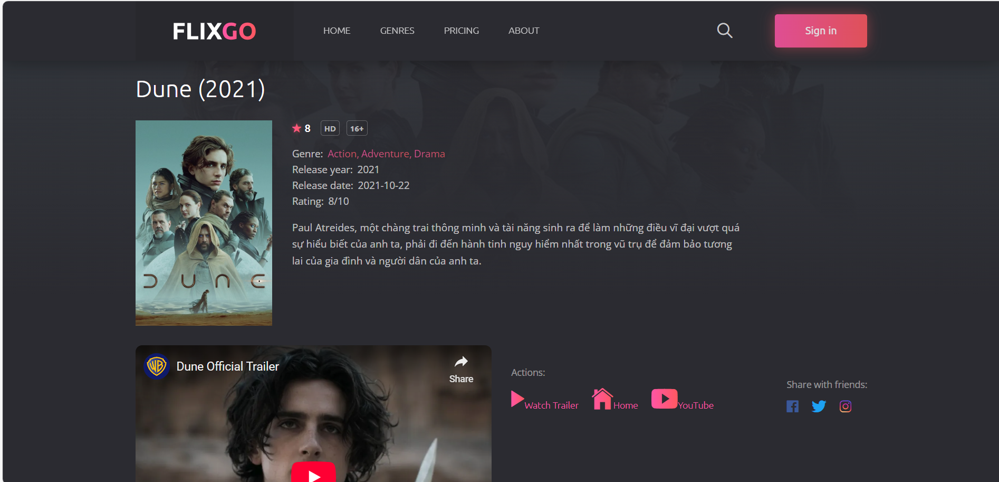 FLIXGO
HOME
GENRES
PRICING
ABOUT
Sign in
Dune (2021)
8
HD
16+
Genre: Action, Adventure, Drama
Release year: 2021
Release date: 2021-10-22
Rating: 8/10
Paul Atreides, một chàng trai thông minh và tài năng sinh ra để làm những điều vĩ đại vượt quá
sự hiểu biết của anh ta, phải đi đến hành tinh nguy hiểm nhất trong vũ trụ để đảm bảo tương
lai của gia đình và người dân của anh ta.
DUNE
WB
Dune Official Trailer
Share
Actions:
Watch Trailer
Home
YouTube
Share with friends: